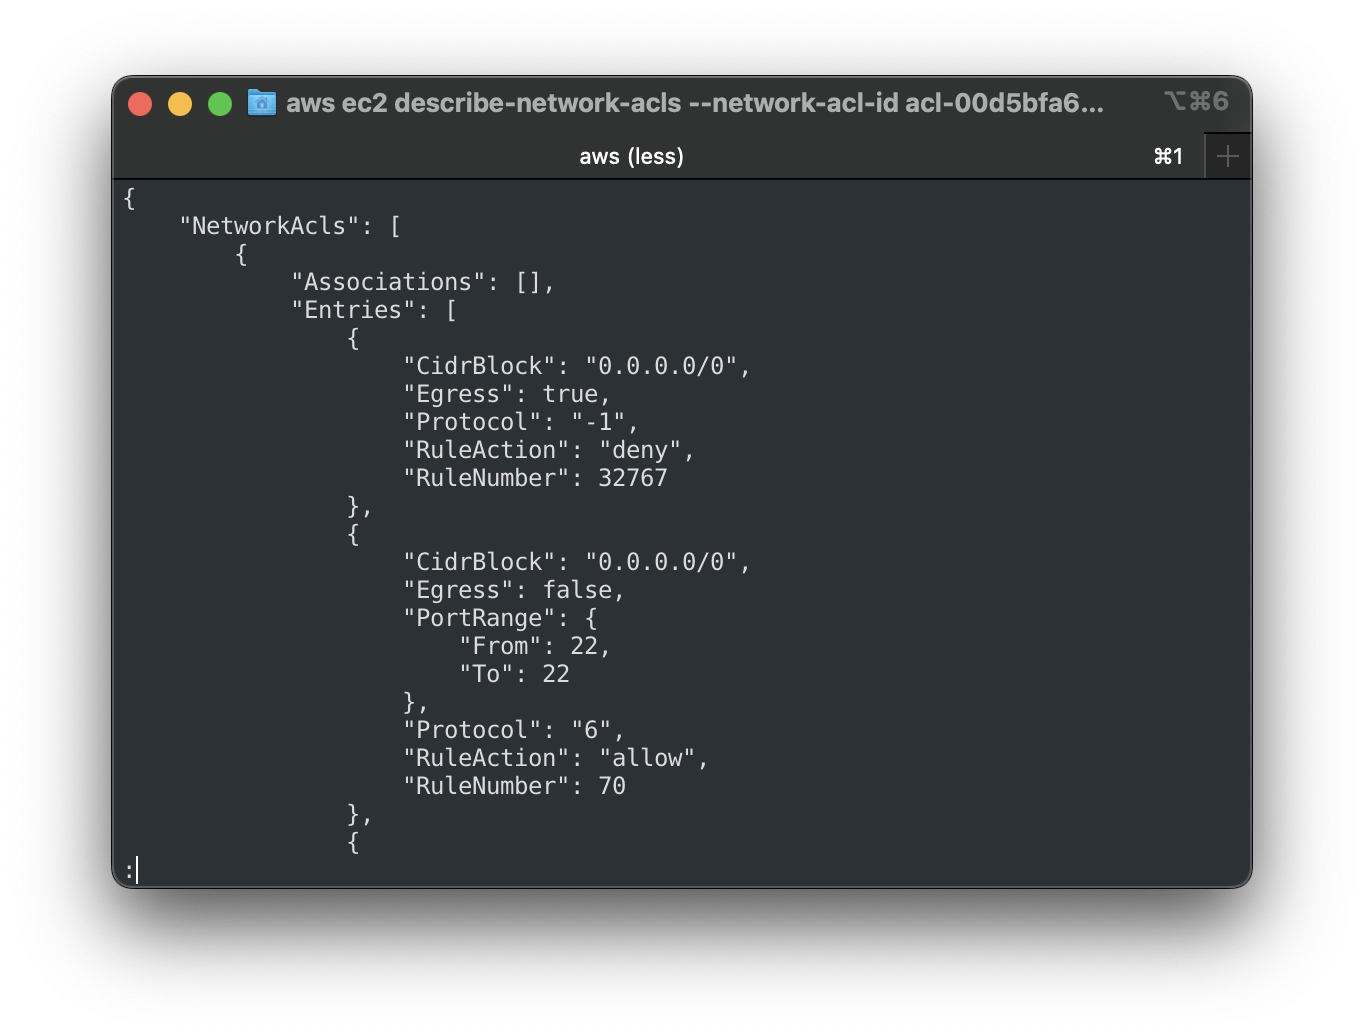 aws ec2 describe-network-acls --network-acl-id acl-00d5bfa6... ⌥⌘6
aws (less) ⌘1 +
{
    "NetworkAcls": [
        {
            "Associations": [],
            "Entries": [
                {
                    "CidrBlock": "0.0.0.0/0",
                    "Egress": true,
                    "Protocol": "-1",
                    "RuleAction": "deny",
                    "RuleNumber": 32767
                },
                {
                    "CidrBlock": "0.0.0.0/0",
                    "Egress": false,
                    "PortRange": {
                        "From": 22,
                        "To": 22
                    },
                    "Protocol": "6",
                    "RuleAction": "allow",
                    "RuleNumber": 70
                },
                {
: